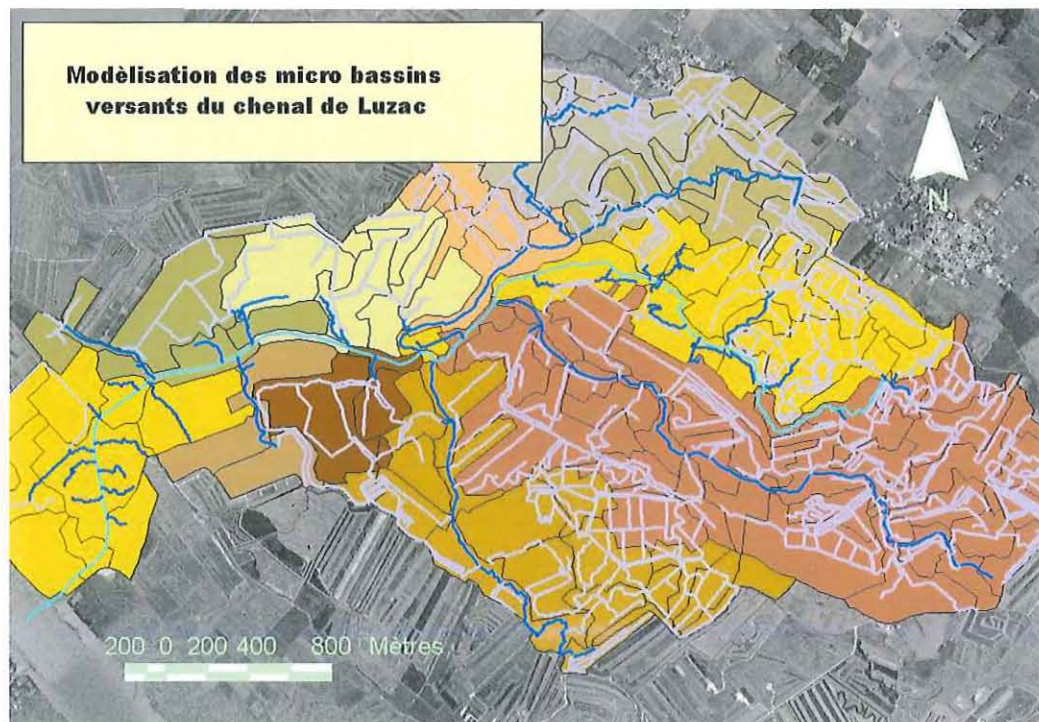 Modèlisation des micro bassins
versants du chenal de Luzac
N
200 0 200 400 800 Mètres